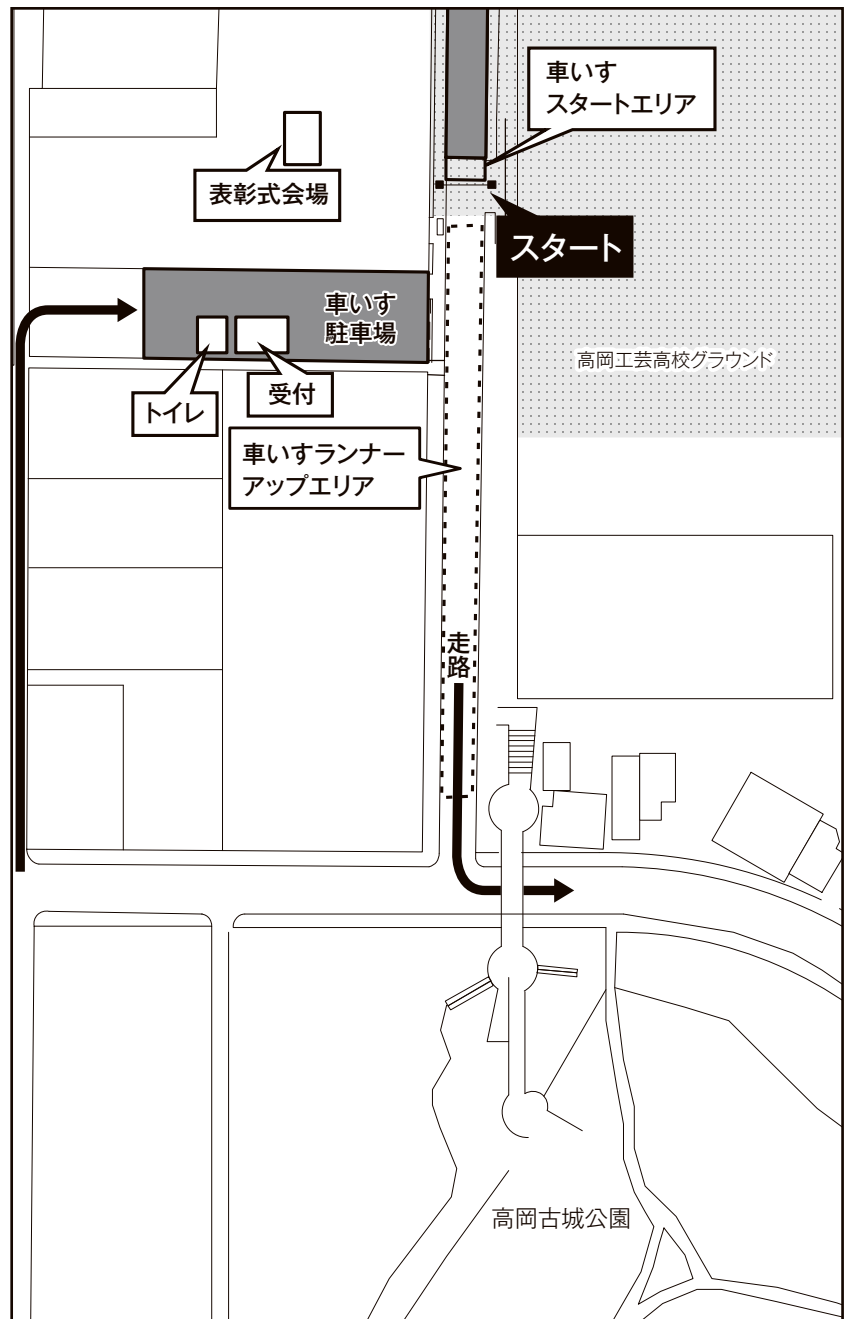 車いす
スタートエリア
表彰式会場
スタート
車いす
駐車場
高岡工芸高校グラウンド
トイレ
受付
車いすランナー
アップエリア
走路
高岡古城公園